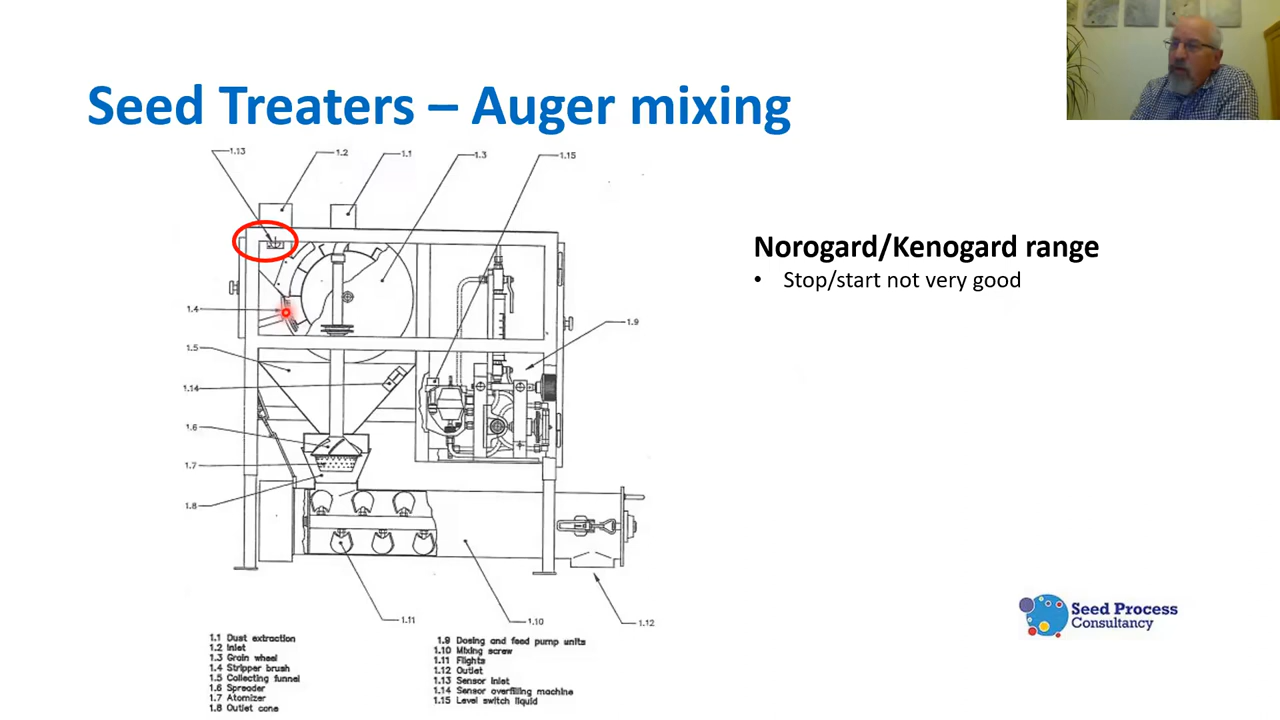 Seed Treaters – Auger mixing
1.13
1.2
1.1
1.3
1.15
Norogard/Kenogard range
• Stop/start not very good
1.4
1.9
1.5
1.14
1.6
1.7
1.8
1.11
1.10
1.12
Seed Process
Consultancy
1.1 Dust extraction
1.2 Inlet
1.3 Grain wheel
1.4 Stripper brush
1.5 Collecting funnel
1.6 Spreader
1.7 Atomizer
1.8 Outlet cone
1.9 Dosing and feed pump units
1.10 Mixing screw
1.11 Flights
1.12 Outlet
1.13 Sensor inlet
1.14 Sensor overfilling machine
1.15 Level switch liquid